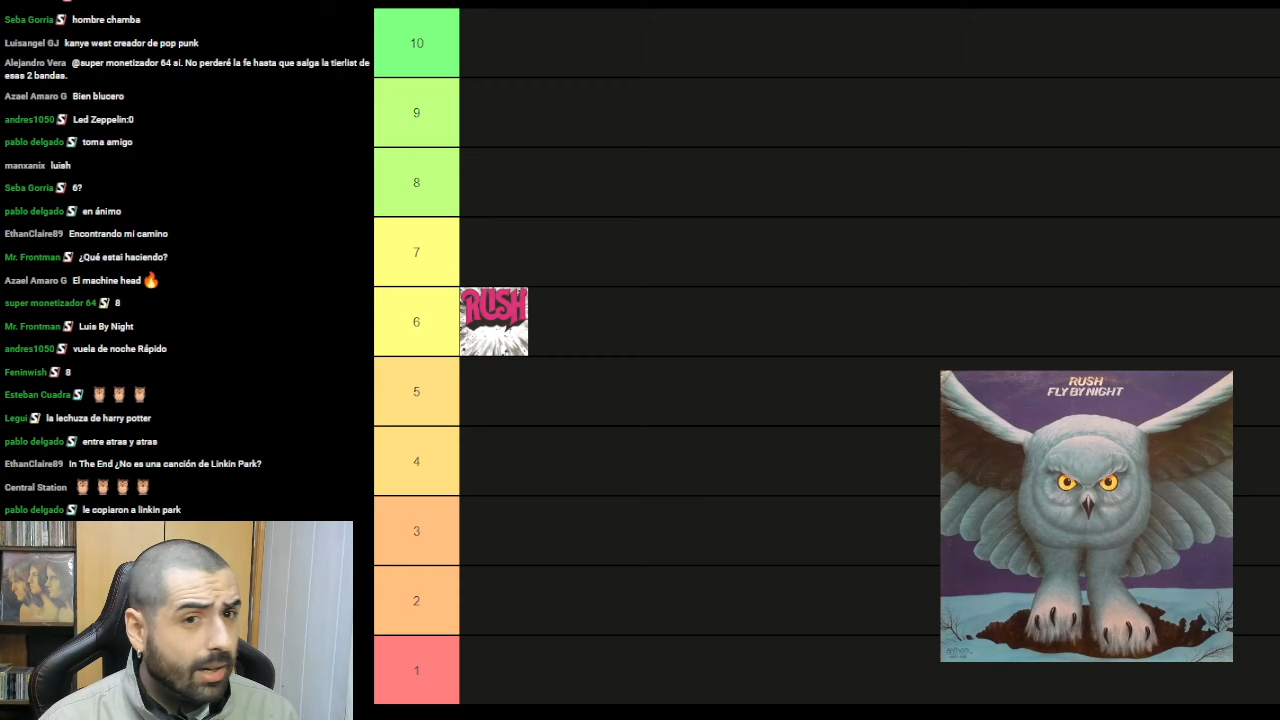 Seba Gorria S hombre chamba
Luisangel GJ kanye west creador de pop punk
Alejandro Vera @super monetizador 64 si. No perderé la fe hasta que salga la tierlist de
esas 2 bandas.
Azael Amaro G Bien blucero
andres1050 S Led Zeppelin:0
pablo delgado S toma amigo
manxanix luish
Seba Gorria S 6?
pablo delgado S en ánimo
EthanClaire89 Encontrando mi camino
Mr. Frontman S ¿Qué estai haciendo?
Azael Amaro G El machine head🔥
super monetizador 64 S 8
Mr. Frontman S Luis By Night
andres1050 S vuela de noche Rápido
Feninwish S 8
Esteban Cuadra S 🦉 🦉 🦉
Legui S la lechuza de harry potter
pablo delgado S entre atras y atras
EthanClaire89 In The End ¿No es una canción de Linkin Park?
Central Station 🦉 🦉 🦉 🦉
pablo delgado S le copiaron a linkin park
10
9
8
7
6
RUSH
5
4
3
2
1
RUSH
FLY BY NIGHT